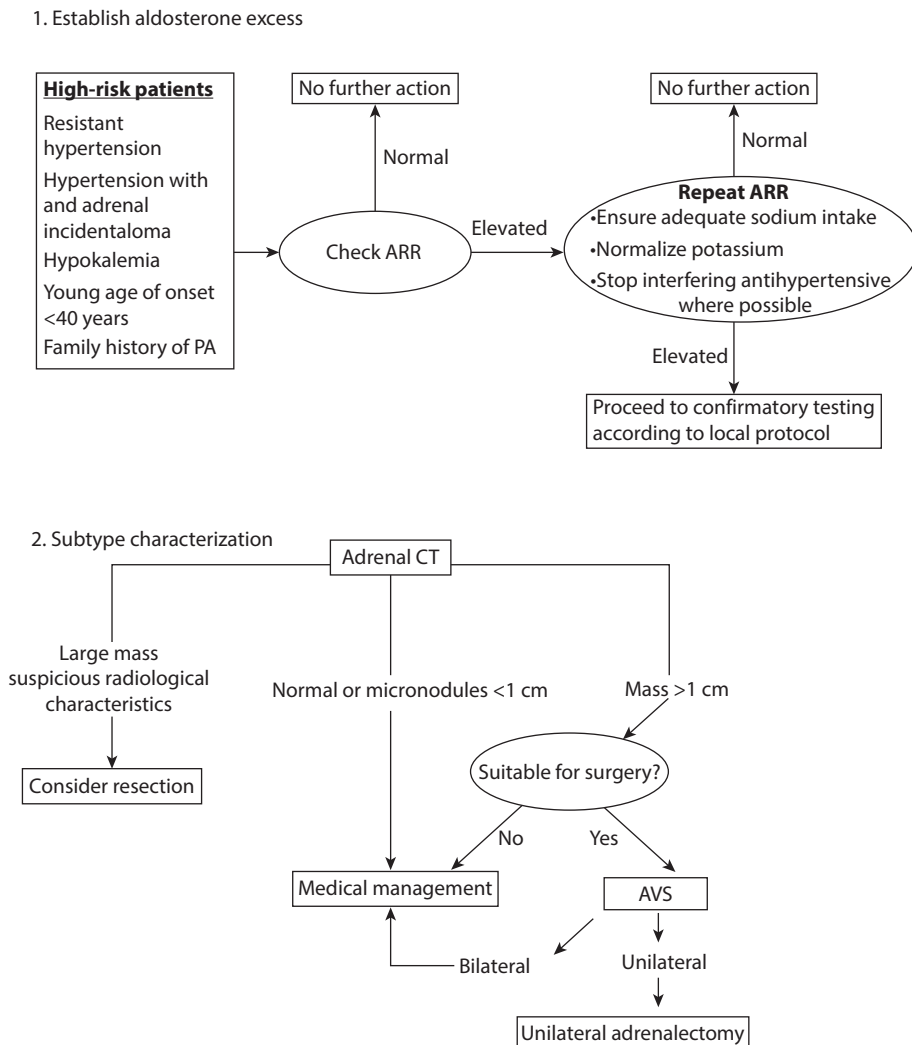 1. Establish aldosterone excess
High-risk patients
Resistant
hypertension
Hypertension with
and adrenal
incidentaloma
Hypokalemia
Young age of onset
<40 years
Family history of PA
No further action
Normal
Check ARR
Elevated
No further action
Normal
Repeat ARR
•Ensure adequate sodium intake
•Normalize potassium
•Stop interfering antihypertensive
where possible
Elevated
Proceed to confirmatory testing
according to local protocol
2. Subtype characterization
Adrenal CT
Large mass
suspicious radiological
characteristics
Consider resection
Normal or micronodules <1 cm
Mass >1 cm
Suitable for surgery?
No
Yes
Medical management
AVS
Bilateral
Unilateral
Unilateral adrenalectomy